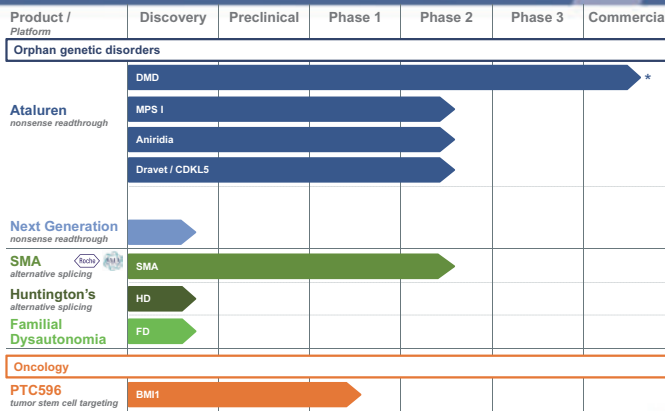 Product / Discovery Preclinical Phase 1 Phase 2 Phase 3 Commercia
Platform
Orphan genetic disorders
DMD *
Ataluren
nonsense readthrough
MPS I
Aniridia
Dravet / CDKL5
Next Generation
nonsense readthrough
SMA Roche SMA
alternative splicing
Huntington's HD
alternative splicing
Familial
Dysautonomia
FD
Oncology
PTC596 BMI1
tumor stem cell targeting